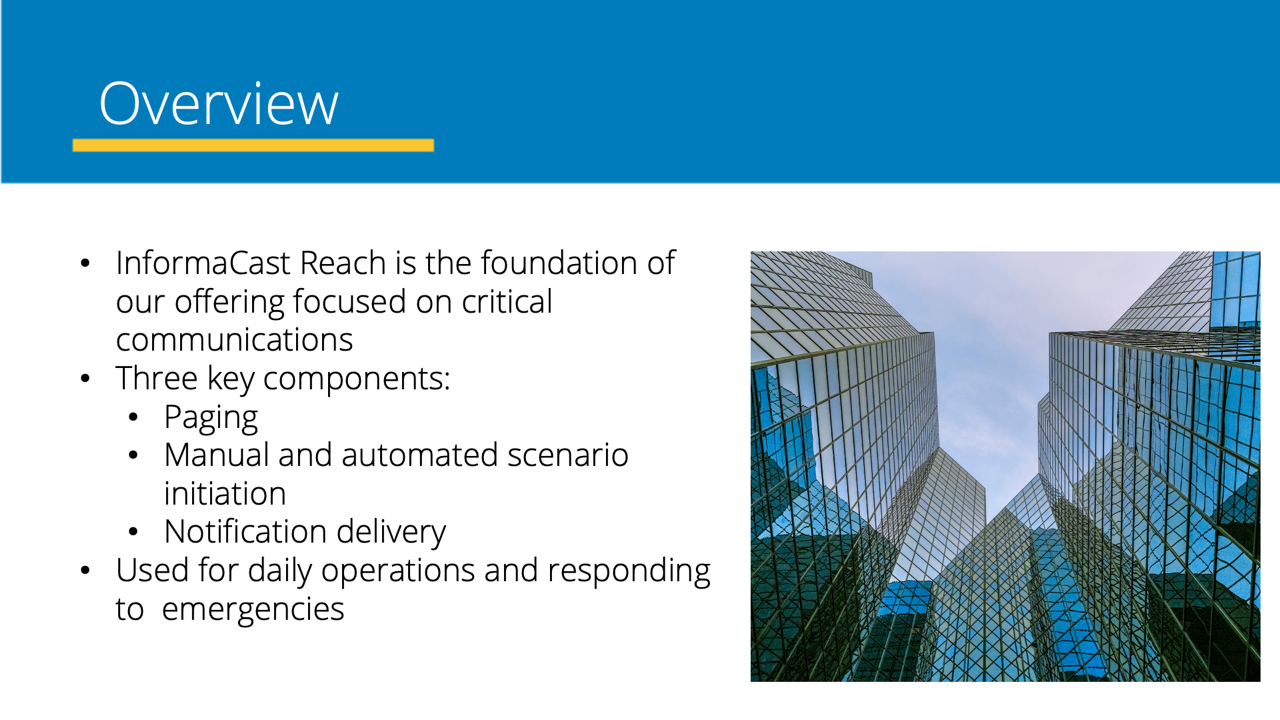 Overview
• InformaCast Reach is the foundation of
our offering focused on critical
communications
• Three key components:
• Paging
• Manual and automated scenario
initiation
• Notification delivery
• Used for daily operations and responding
to  emergencies